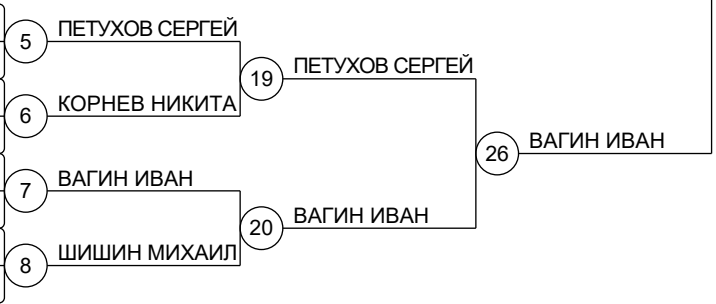 5 ПЕТУХОВ СЕРГЕЙ
19 ПЕТУХОВ СЕРГЕЙ
6 КОРНЕВ НИКИТА
26 ВАГИН ИВАН
7 ВАГИН ИВАН
20 ВАГИН ИВАН
8 ШИШИН МИХАИЛ